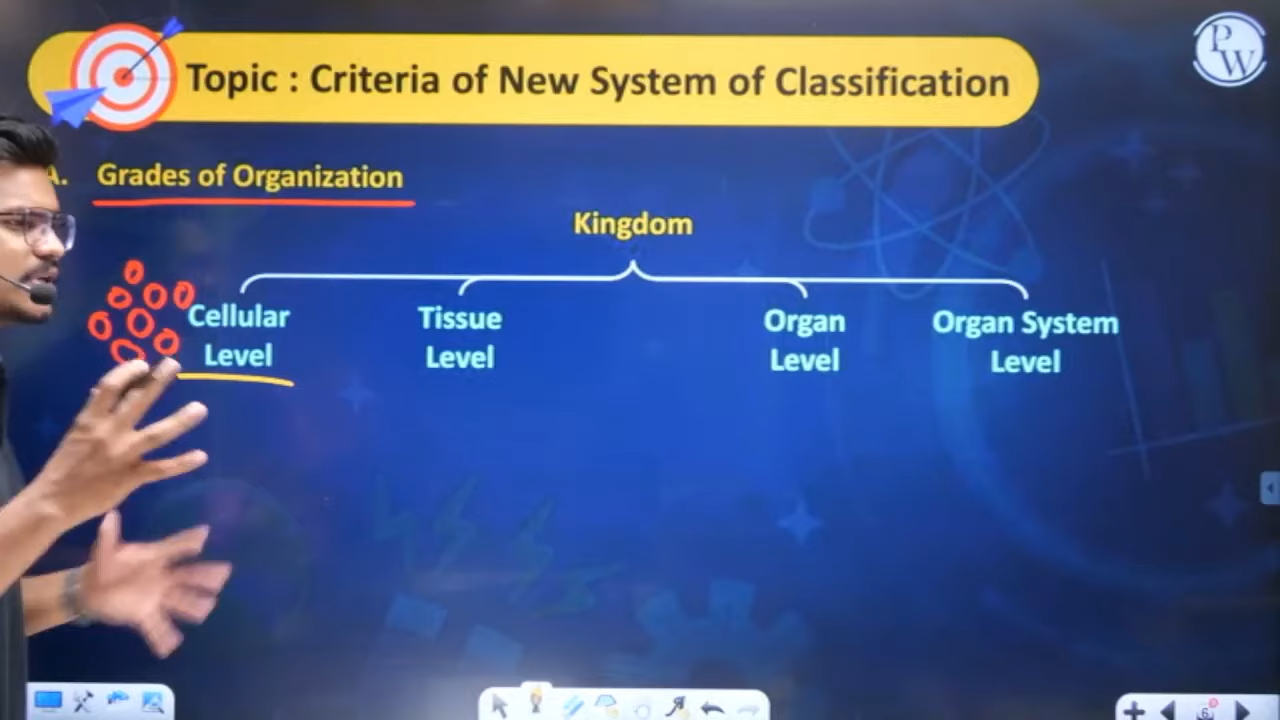 Topic : Criteria of New System of Classification
PW
A. Grades of Organization
Kingdom
Cellular
Level
Tissue
Level
Organ
Level
Organ System
Level
6